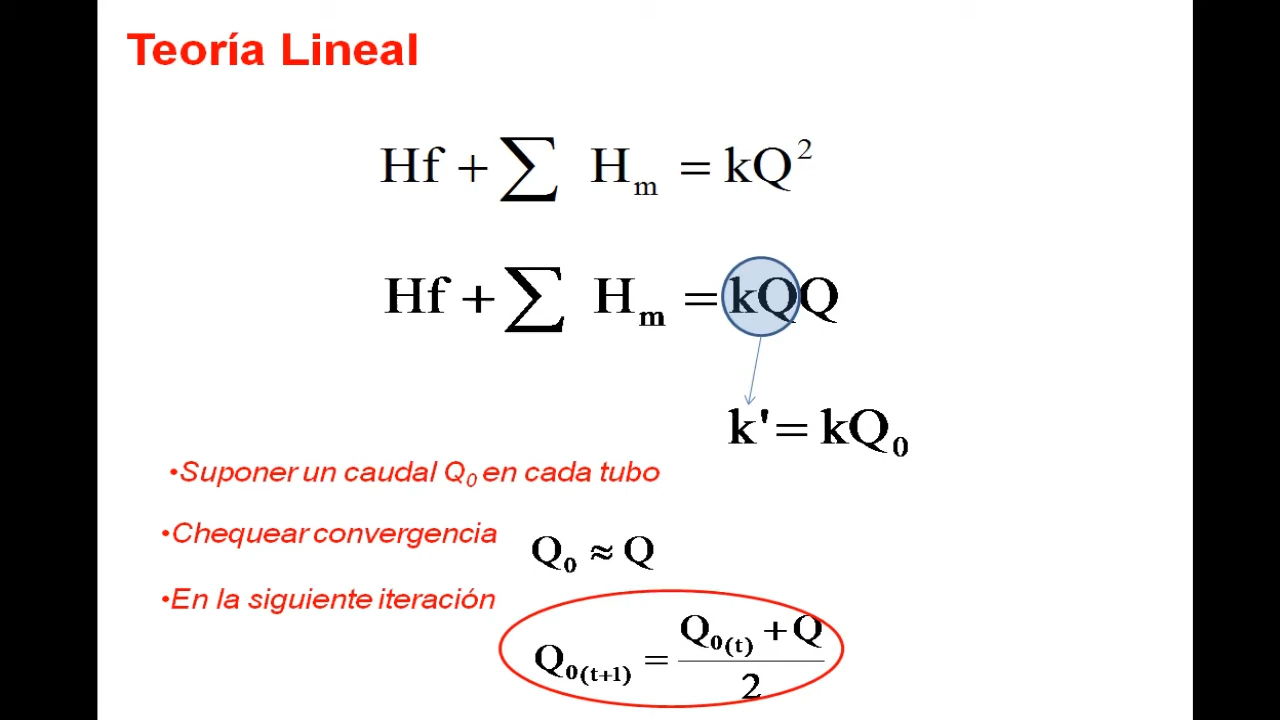 Teoría Lineal
Hf + ∑ Hₘ = kQ²
Hf + ∑ Hₘ = kQQ
k'= kQ₀
•Suponer un caudal Q₀ en cada tubo
•Chequear convergencia
Q₀ ≈ Q
•En la siguiente iteración
Q₀₍ₜ₊₁₎ = (Q₀₍ₜ₎ + Q) / 2